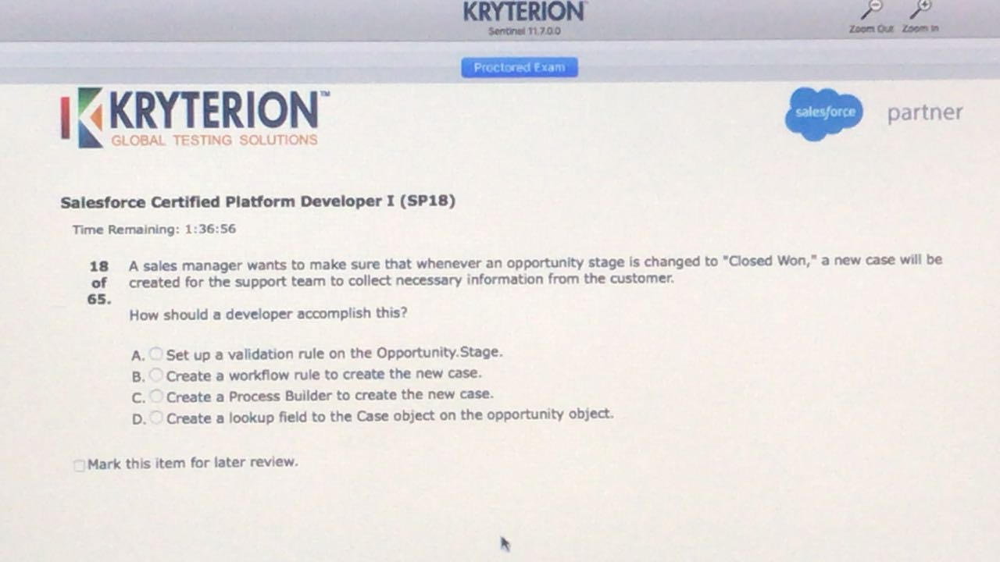 KRYTERION
Sentinel 11.7.0.0
Zoom Out Zoom In
Proctored Exam
KRYTERION™
GLOBAL TESTING SOLUTIONS
salesforce partner
Salesforce Certified Platform Developer I (SP18)
Time Remaining: 1:36:56
18 of 65.
A sales manager wants to make sure that whenever an opportunity stage is changed to "Closed Won," a new case will be
created for the support team to collect necessary information from the customer.
How should a developer accomplish this?
A. Set up a validation rule on the Opportunity.Stage.
B. Create a workflow rule to create the new case.
C. Create a Process Builder to create the new case.
D. Create a lookup field to the Case object on the opportunity object.
Mark this item for later review.